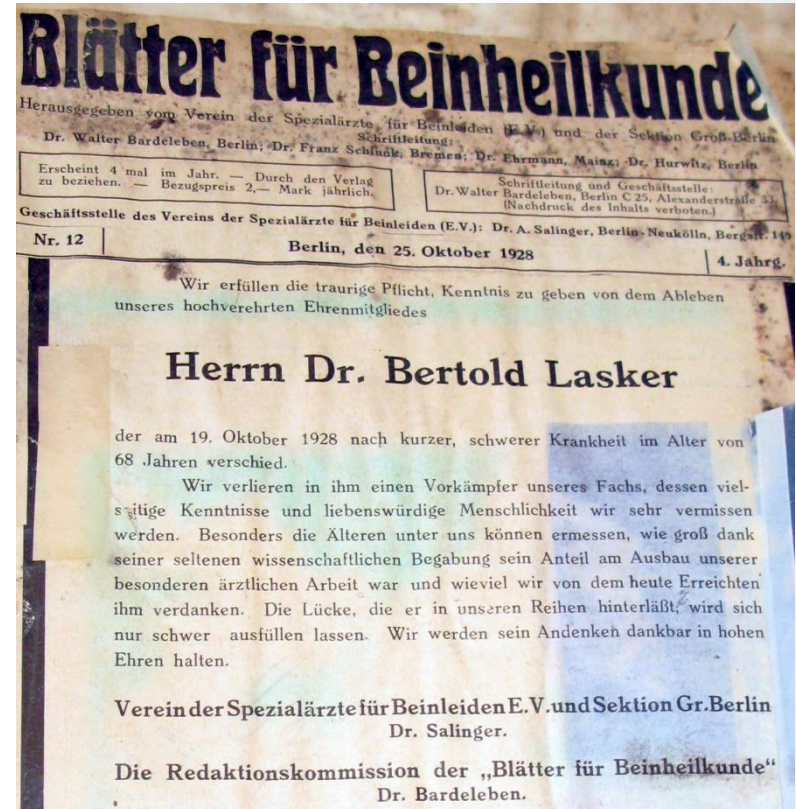 Blätter für Beinheilkunde
Herausgegeben vom Verein der Spezialärzte für Beinleiden (E.V.) und der Sektion Groß-Berlin
Schriftleitung:
Dr. Walter Bardeleben, Berlin; Dr. Franz Schlunk, Bremen; Dr. Ehrmann, Mainz; Dr. Hurwitz, Berlin
Erscheint 4 mal im Jahr. — Durch den Verlag
zu beziehen. — Bezugspreis 2,— Mark jährlich.
Schriftleitung und Geschäftsstelle:
Dr. Walter Bardeleben, Berlin C 25, Alexanderstraße 33.
(Nachdruck des Inhalts verboten.)
Geschäftsstelle des Vereins der Spezialärzte für Beinleiden (E.V.): Dr. A. Salinger, Berlin-Neukölln, Bergstr. 145
Nr. 12
Berlin, den 25. Oktober 1928
4. Jahrg.
Wir erfüllen die traurige Pflicht, Kenntnis zu geben von dem Ableben
unseres hochverehrten Ehrenmitgliedes
Herrn Dr. Bertold Lasker
der am 19. Oktober 1928 nach kurzer, schwerer Krankheit im Alter von
68 Jahren verschied.
Wir verlieren in ihm einen Vorkämpfer unseres Fachs, dessen viel-
seitige Kenntnisse und liebenswürdige Menschlichkeit wir sehr vermissen
werden. Besonders die Älteren unter uns können ermessen, wie groß dank
seiner seltenen wissenschaftlichen Begabung sein Anteil am Ausbau unserer
besonderen ärztlichen Arbeit war und wieviel wir von dem heute Erreichten
ihm verdanken. Die Lücke, die er in unseren Reihen hinterläßt, wird sich
nur schwer ausfüllen lassen. Wir werden sein Andenken dankbar in hohen
Ehren halten.
Verein der Spezialärzte für Beinleiden E.V. und Sektion Gr. Berlin
Dr. Salinger.
Die Redaktionskommission der „Blätter für Beinheilkunde“
Dr. Bardeleben.